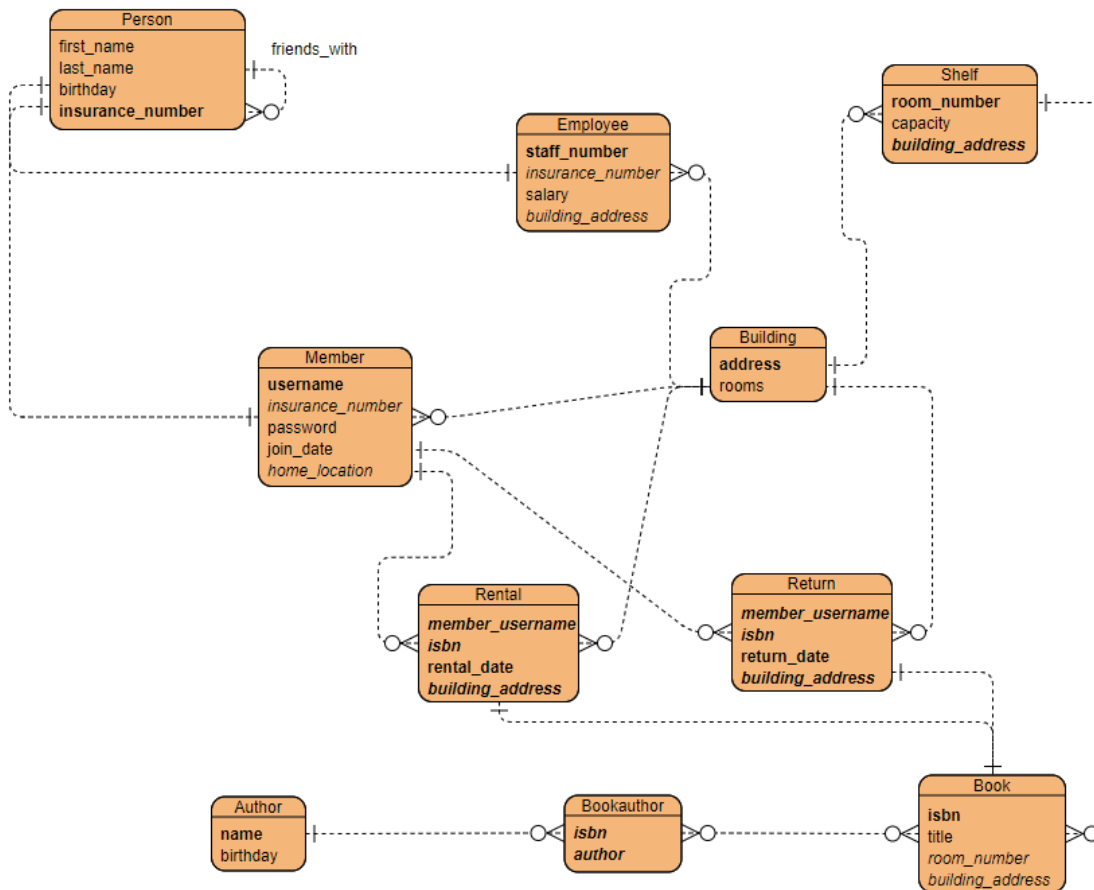 Person
first_name
last_name
birthday
insurance_number
friends_with
Shelf
room_number
capacity
building_address
Employee
staff_number
insurance_number
salary
building_address
Building
address
rooms
Member
username
insurance_number
password
join_date
home_location
Rental
member_username
isbn
rental_date
building_address
Return
member_username
isbn
return_date
building_address
Author
name
birthday
Bookauthor
isbn
author
Book
isbn
title
room_number
building_address